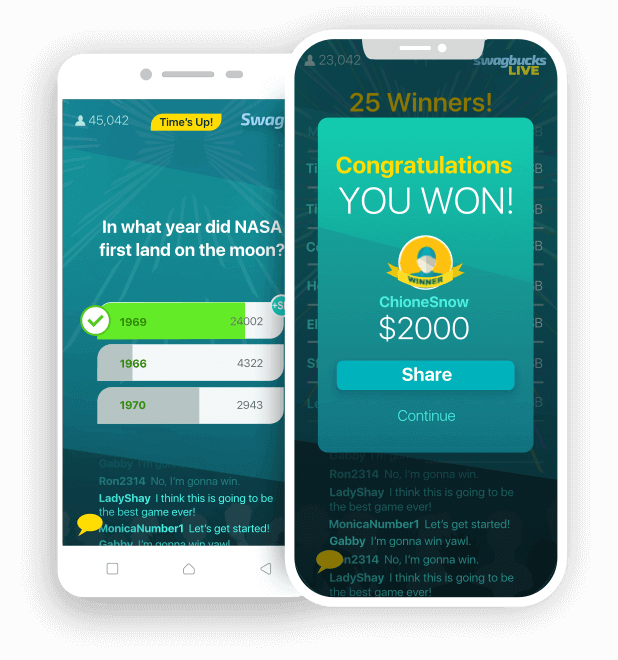 45,042
Time's Up!
Swag
In what year did NASA
first land on the moon?
1969 24002
1966 4322
1970 2943
Gabby I'm gonna win
Ron2314 No, I'm gonna win.
LadyShay I think this is going to be
the best game ever!
MonicaNumber1 Let's get started!
Gabby I'm gonna win yawl.
23,042
swagbucks
LIVE
25 Winners!
Congratulations
YOU WON!
WINNER
ChioneSnow
$2000
Share
Continue
Gabby I'm gonna win.
Ron2314 No, I'm gonna win.
LadyShay I think this is going to be
the best game ever!
MonicaNumber1 Let's get started!
Gabby I'm gonna win yawl.
on2314 No, I'm gonna win.
LadyShay I think this is going to be
the best game ever!